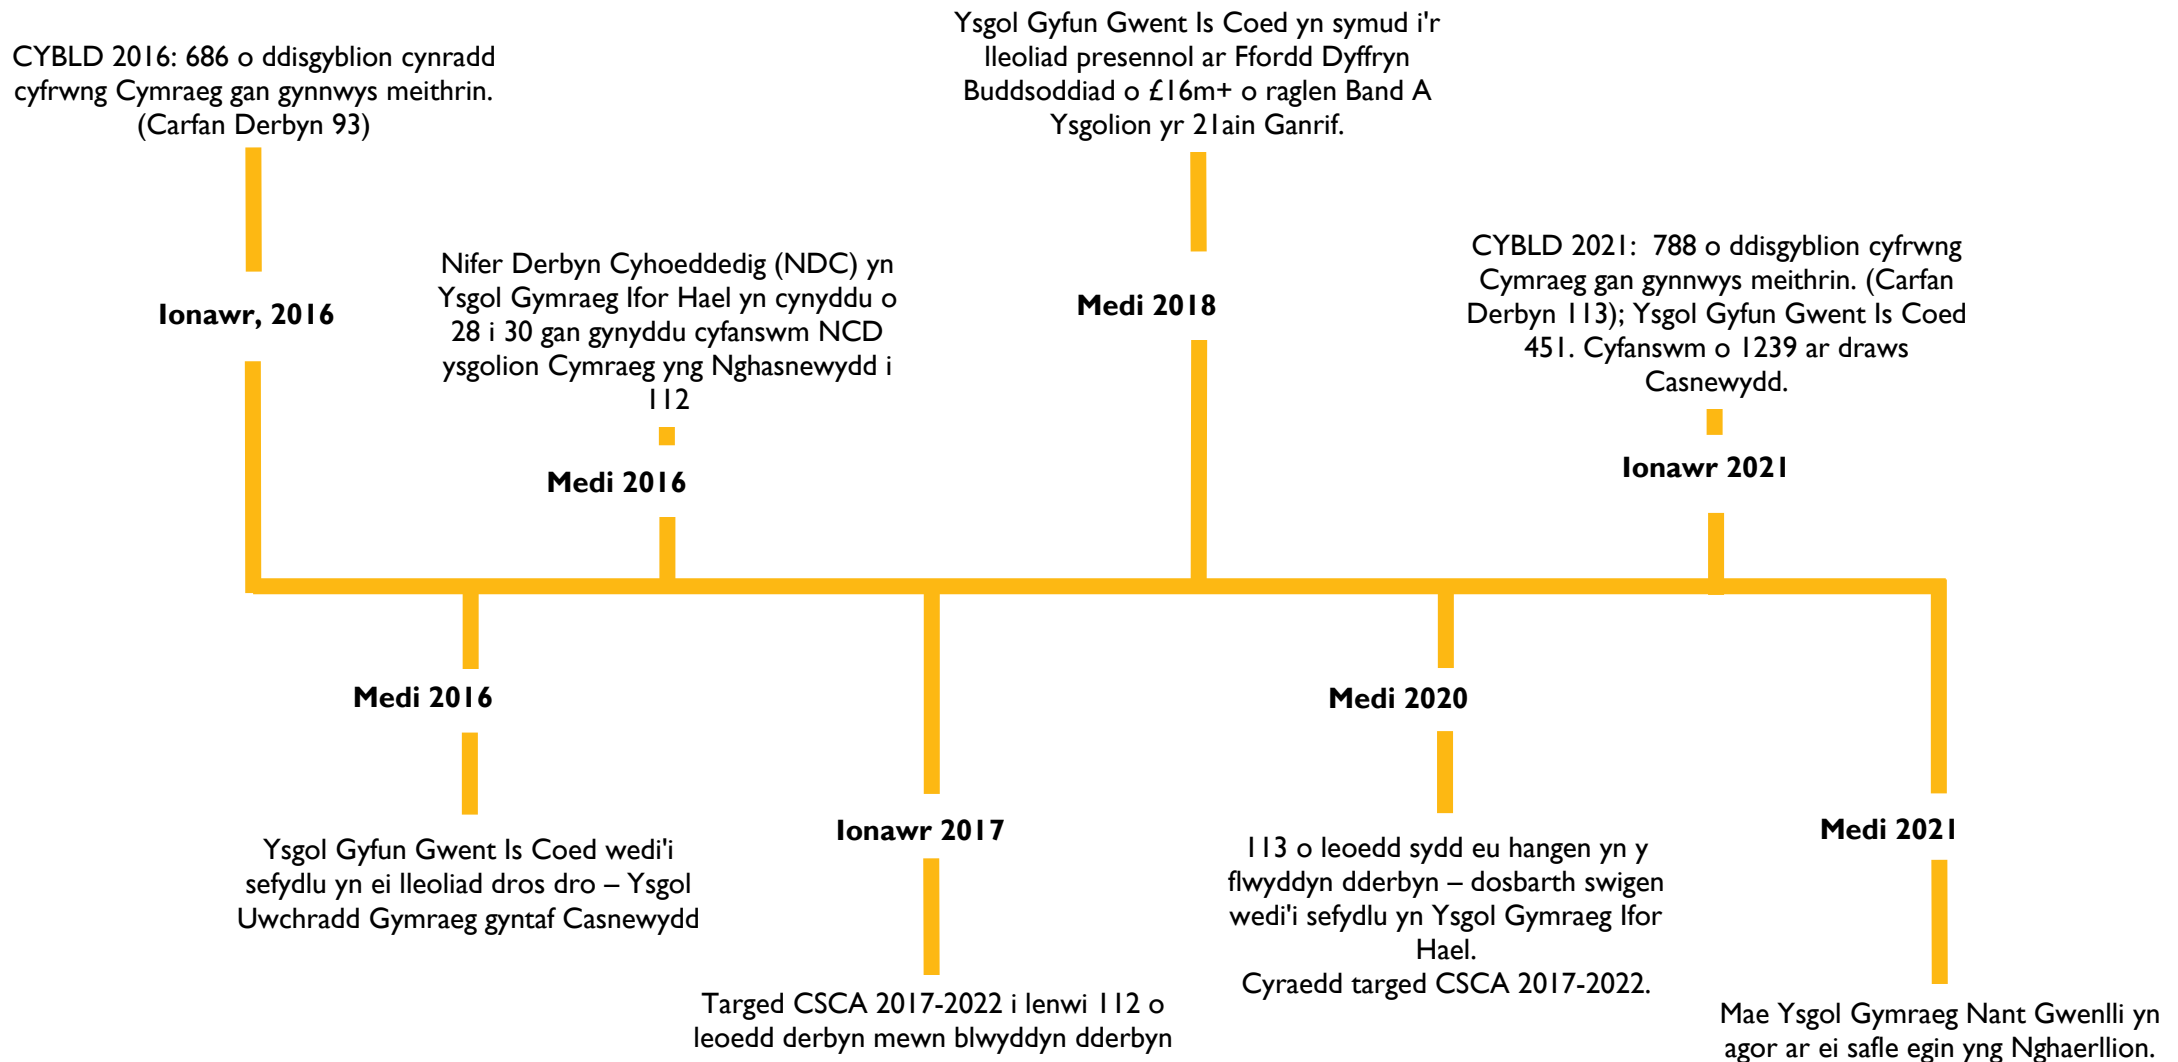 CYBLD 2016: 686 o ddisgyblion cynradd
cyfrwng Cymraeg gan gynnwys meithrin.
(Carfan Derbyn 93)
Ionawr, 2016
Medi 2016
Ysgol Gyfun Gwent Is Coed wedi'i
sefydlu yn ei lleoliad dros dro – Ysgol
Uwchradd Gymraeg gyntaf Casnewydd
Nifer Derbyn Cyhoeddedig (NDC) yn
Ysgol Gymraeg Ifor Hael yn cynyddu o
28 i 30 gan gynyddu cyfanswm NCD
ysgolion Cymraeg yng Nghasnewydd i
112
Medi 2016
Ionawr 2017
Targed CSCA 2017-2022 i lenwi 112 o
leoedd derbyn mewn blwyddyn dderbyn
Ysgol Gyfun Gwent Is Coed yn symud i'r
lleoliad presennol ar Ffordd Dyffryn
Buddsoddiad o £16m+ o raglen Band A
Ysgolion yr 21ain Ganrif.
Medi 2018
Medi 2020
113 o leoedd sydd eu hangen yn y
flwyddyn dderbyn – dosbarth swigen
wedi'i sefydlu yn Ysgol Gymraeg Ifor
Hael.
Cyraedd targed CSCA 2017-2022.
CYBLD 2021: 788 o ddisgyblion cyfrwng
Cymraeg gan gynnwys meithrin. (Carfan
Derbyn 113); Ysgol Gyfun Gwent Is Coed
451. Cyfanswm o 1239 ar draws
Casnewydd.
Ionawr 2021
Medi 2021
Mae Ysgol Gymraeg Nant Gwenlli yn
agor ar ei safle egin yng Nghaerllion.